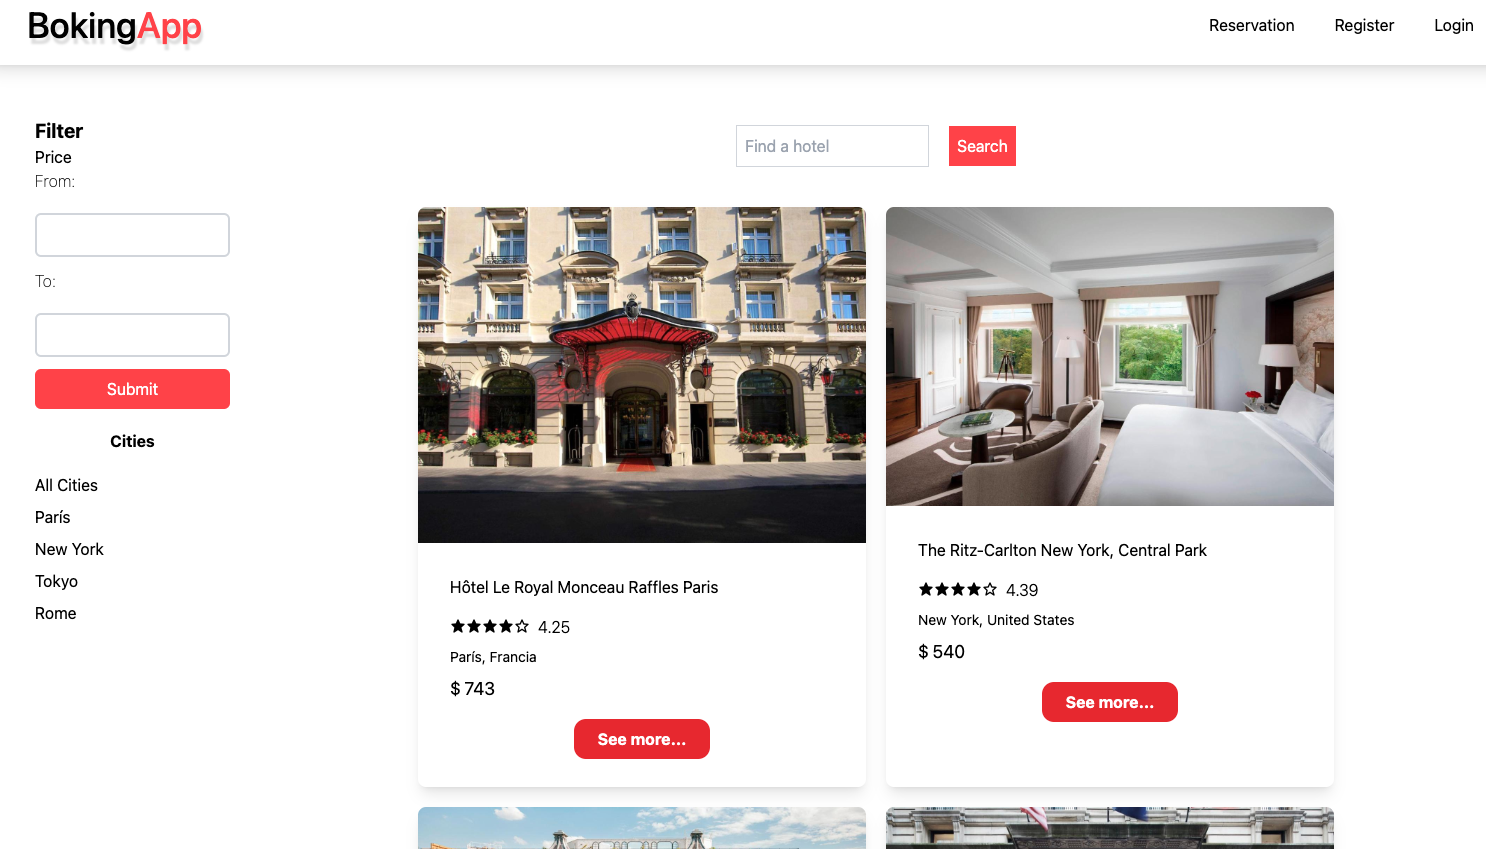 BokingApp
Reservation
Register
Login
Filter
Price
From:
To:
Submit
Cities
All Cities
París
New York
Tokyo
Rome
Find a hotel
Search
Hôtel Le Royal Monceau Raffles Paris
4.25
París, Francia
$ 743
See more...
The Ritz-Carlton New York, Central Park
4.39
New York, United States
$ 540
See more...